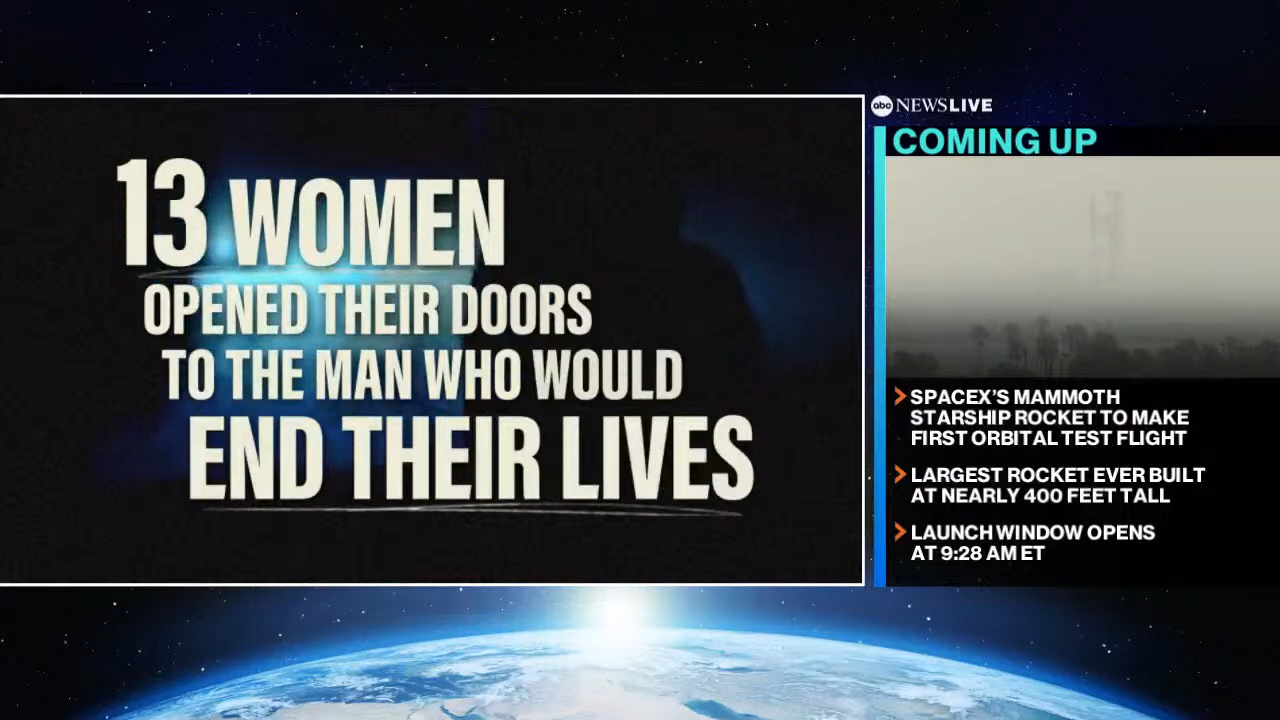 13 WOMEN
OPENED THEIR DOORS
TO THE MAN WHO WOULD
END THEIR LIVES
abc NEWS LIVE
COMING UP
SPACEX'S MAMMOTH
STARSHIP ROCKET TO MAKE
FIRST ORBITAL TEST FLIGHT
LARGEST ROCKET EVER BUILT
AT NEARLY 400 FEET TALL
LAUNCH WINDOW OPENS
AT 9:28 AM ET